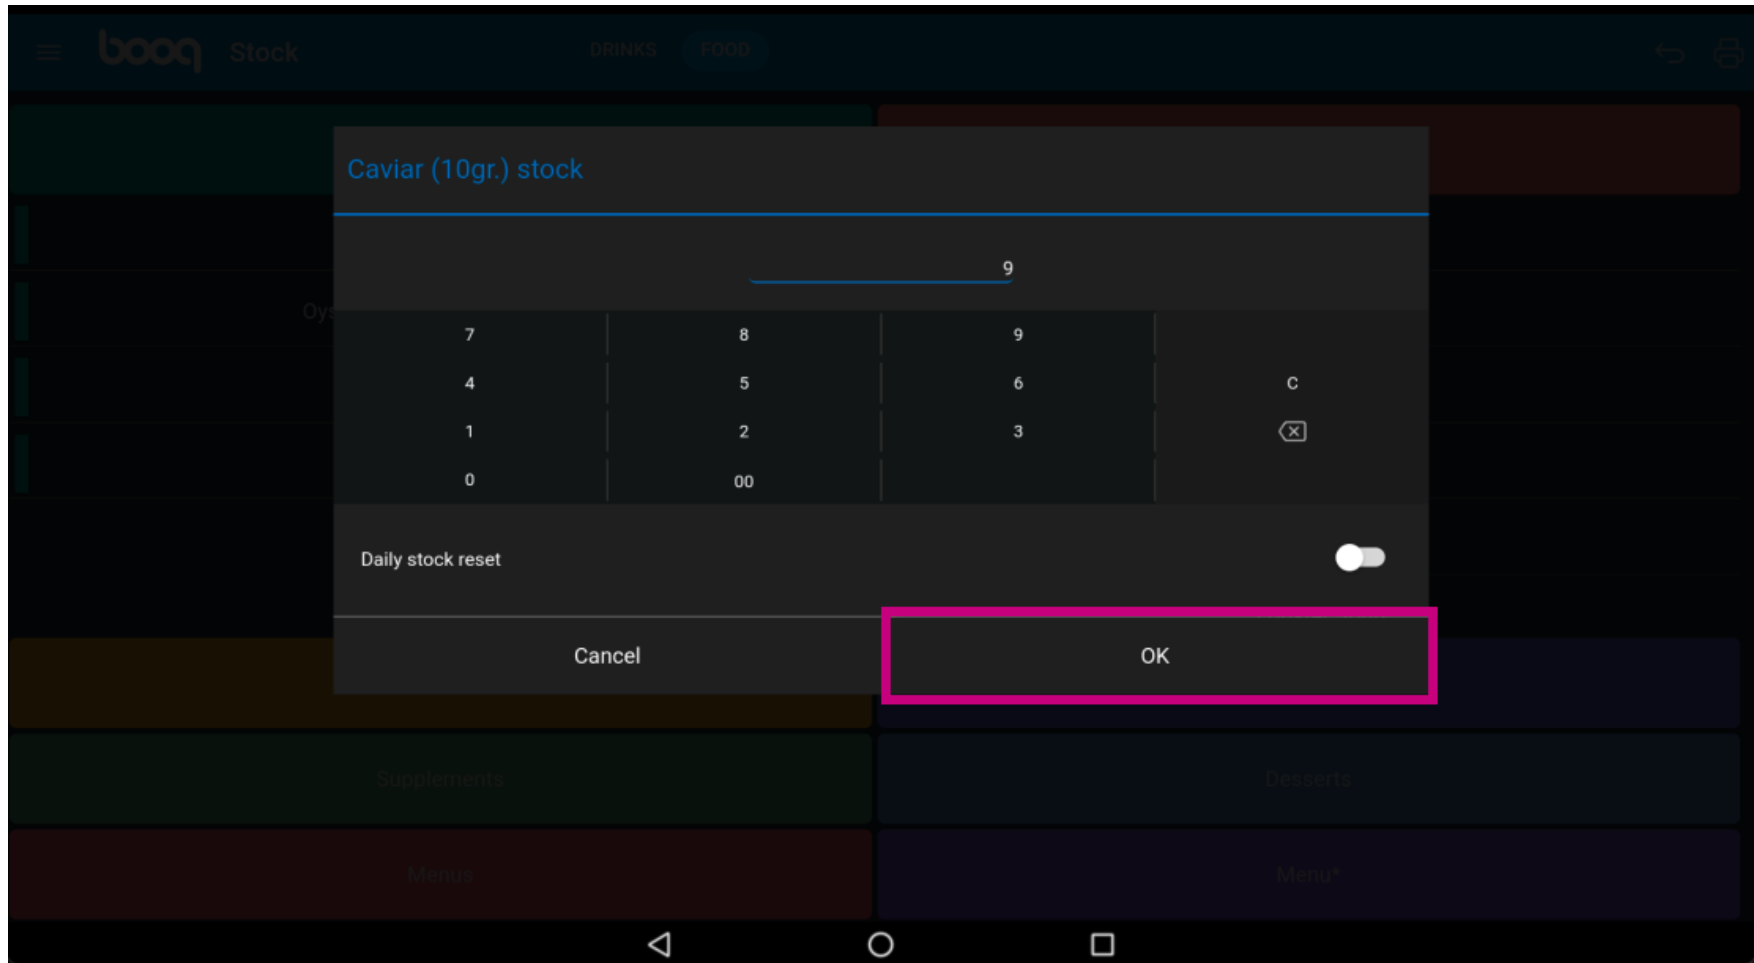 booq Stock DRINKS FOOD
Caviar (10gr.) stock
9
7 8 9
4 5 6 C
1 2 3
0 00
Daily stock reset
Cancel OK
Supplements Desserts
Menus Menu*